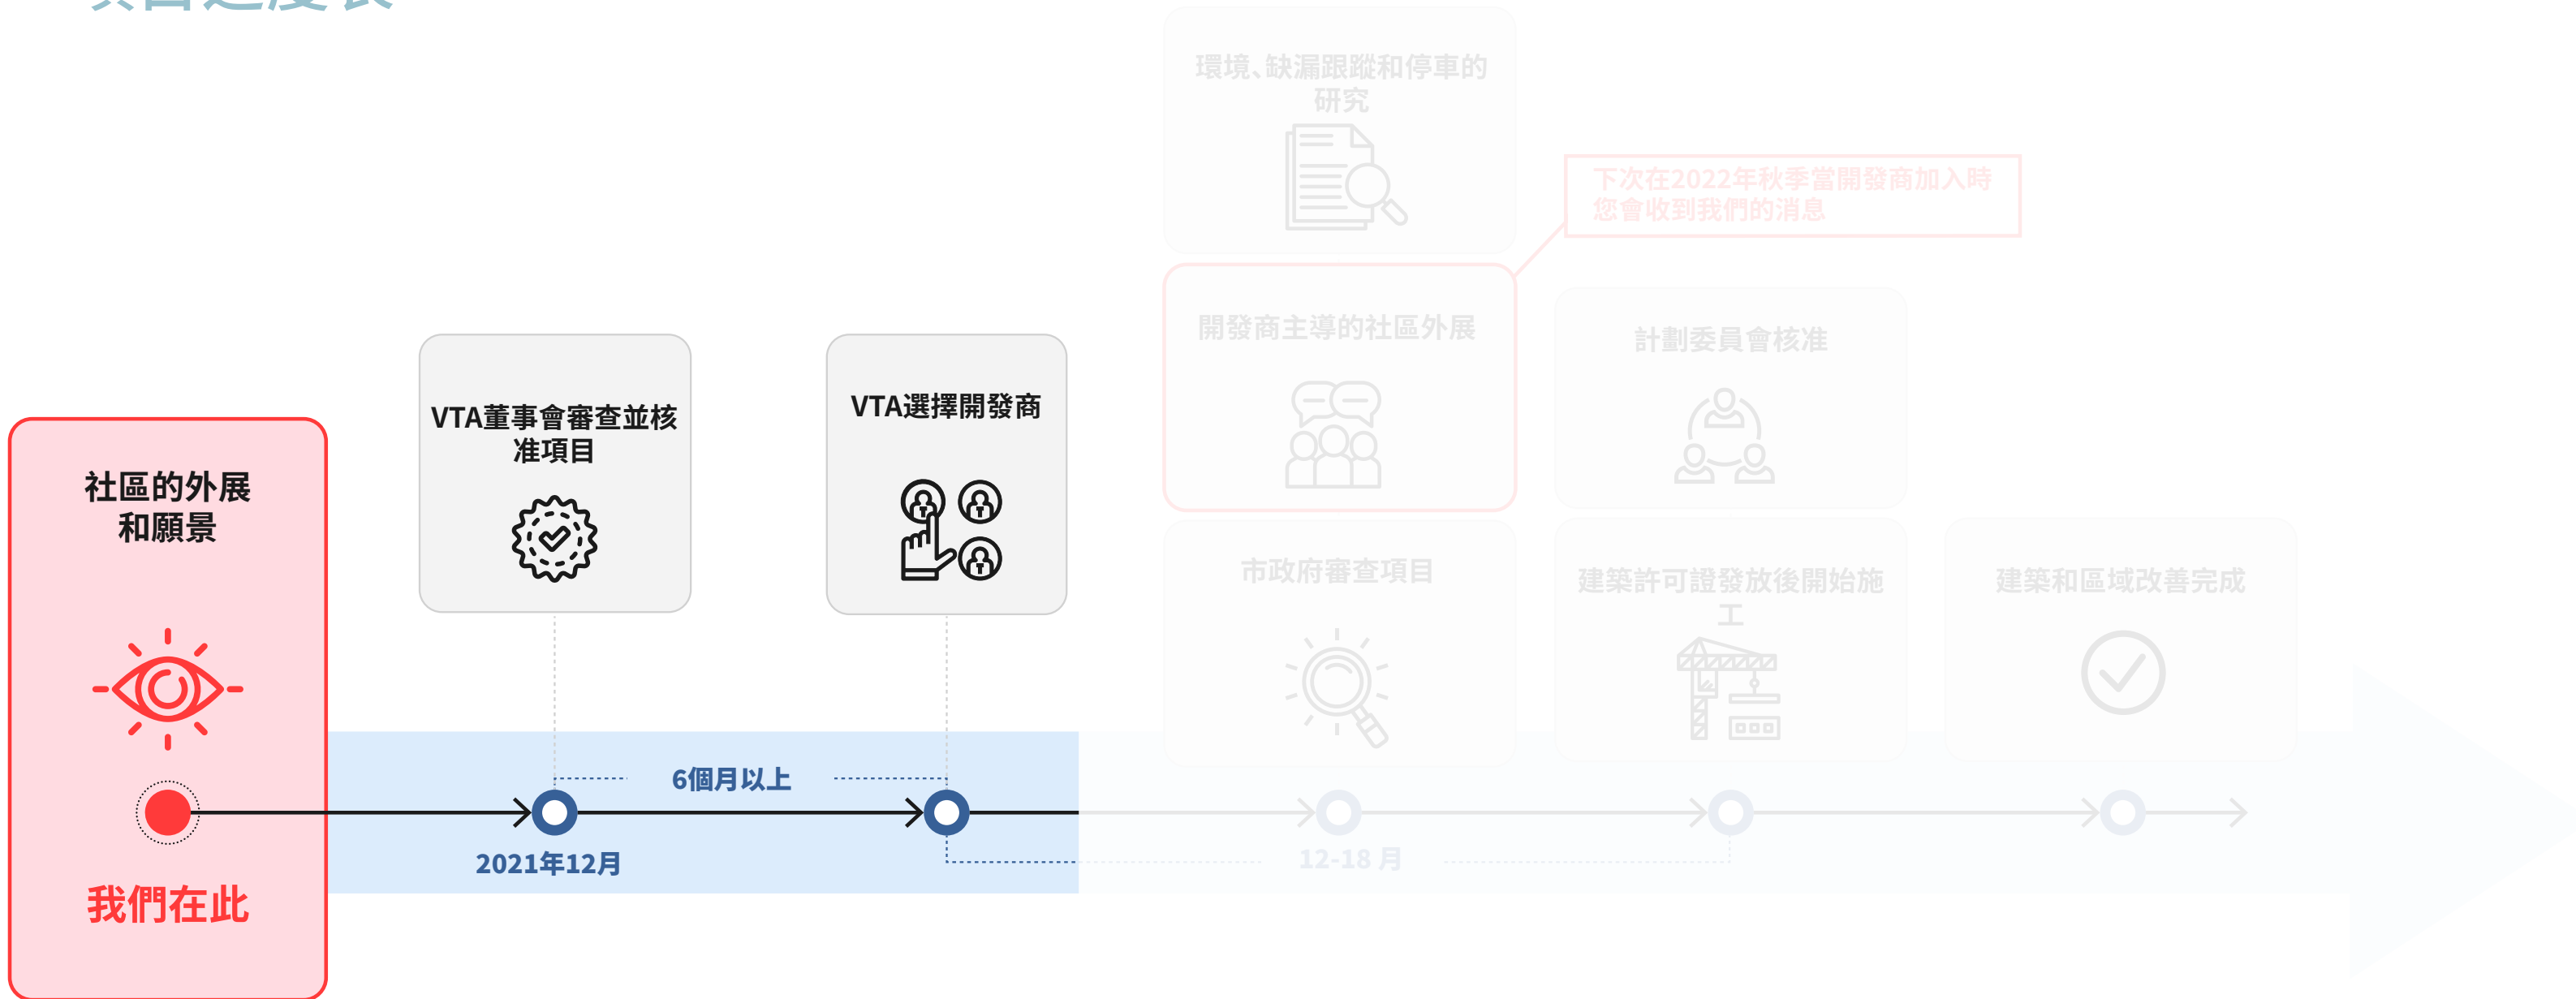 環境、缺漏跟蹤和停車的
研究
下次在2022年秋季當開發商加入時
您會收到我們的消息
開發商主導的社區外展
計劃委員會核准
VTA董事會審查並核
准項目
VTA選擇開發商
社區的外展
和願景
市政府審查項目
建築許可證發放後開始施
工
建築和區域改善完成
6個月以上
2021年12月
12-18 月
我們在此